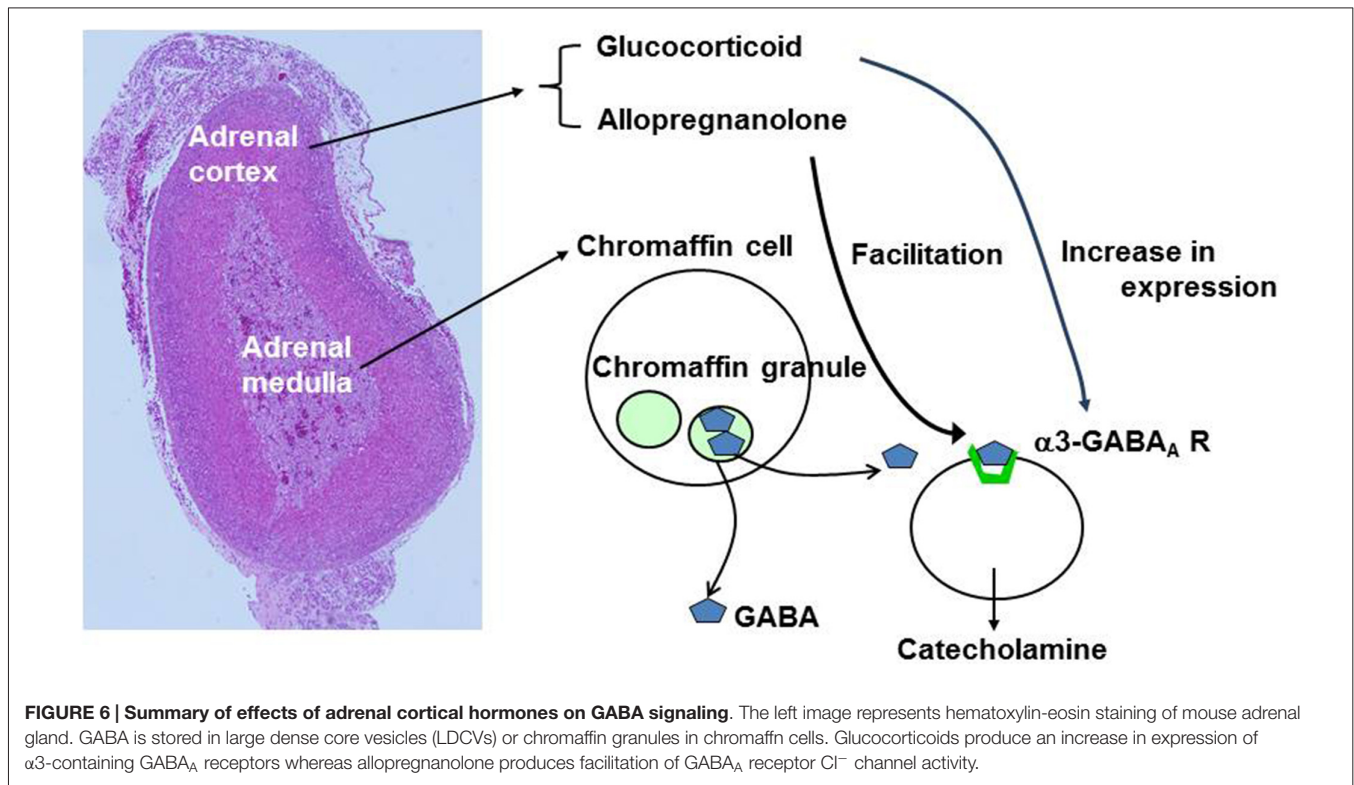 Glucocorticoid
Allopregnanolone
Adrenal
cortex
Chromaffin cell
Facilitation
Increase in
expression
Adrenal
medulla
Chromaffin granule
α3-GABA_A R
GABA
Catecholamine
FIGURE 6 | Summary of effects of adrenal cortical hormones on GABA signaling. The left image represents hematoxylin-eosin staining of mouse adrenal
gland. GABA is stored in large dense core vesicles (LDCVs) or chromaffin granules in chromaffn cells. Glucocorticoids produce an increase in expression of
α3-containing GABA_A receptors whereas allopregnanolone produces facilitation of GABA_A receptor Cl⁻ channel activity.